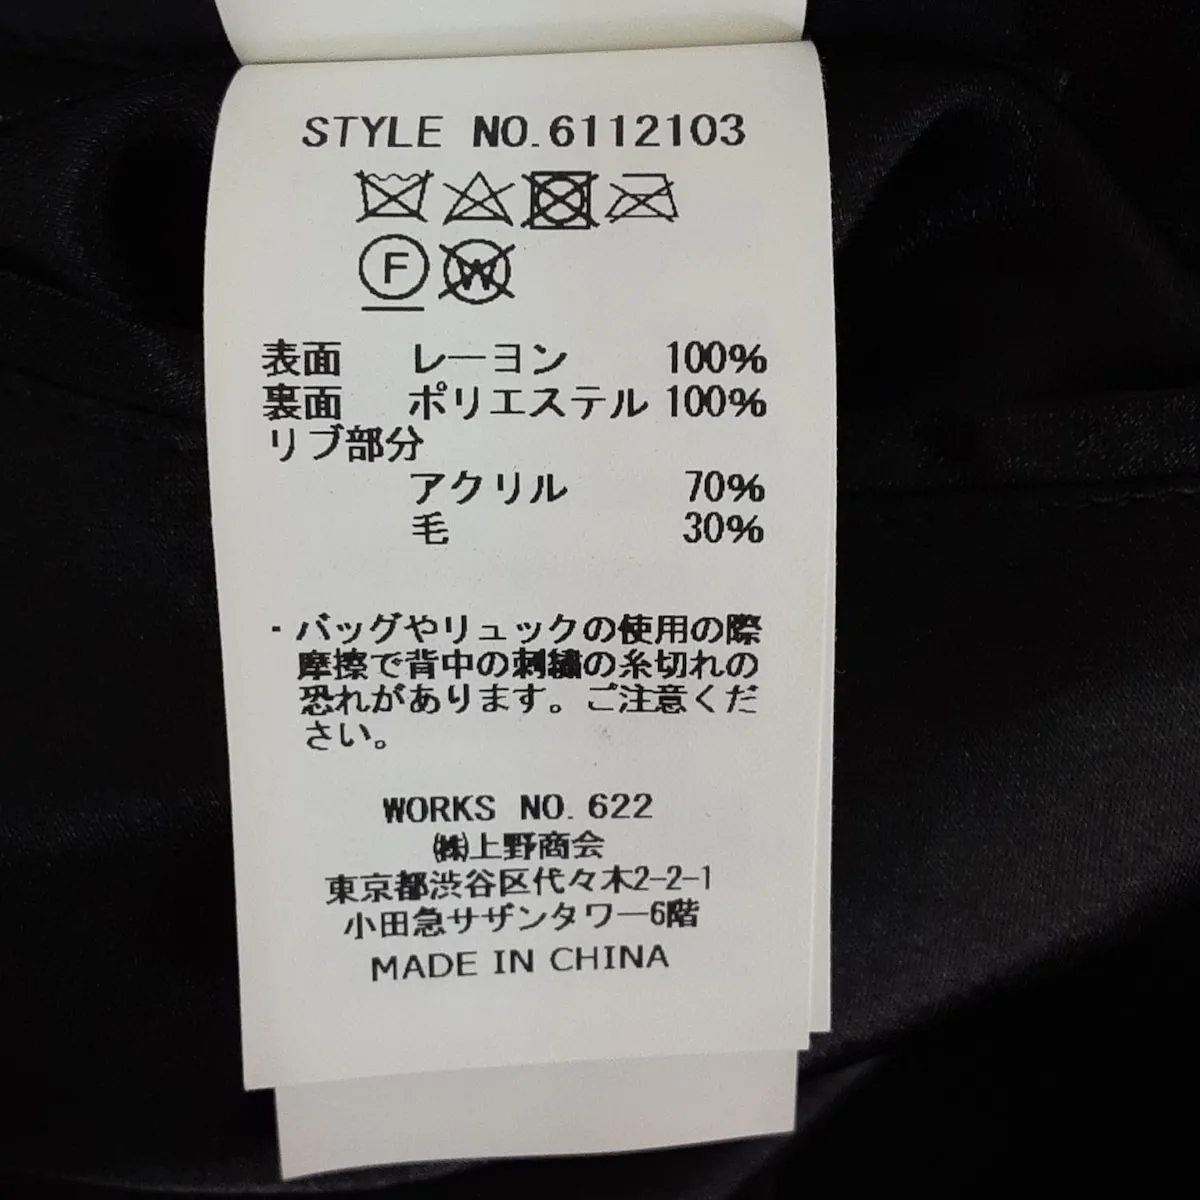 STYLE NO.6112103
F W
表面 レーヨン 100%
裏面 ポリエステル 100%
リブ部分
アクリル 70%
毛 30%
・バッグやリュックの使用の際
摩擦で背中の刺繍の糸切れの
恐れがあります。ご注意くだ
さい。
WORKS NO.622
㈱上野商会
東京都渋谷区代々木2-2-1
小田急サザンタワー6階
MADE IN CHINA